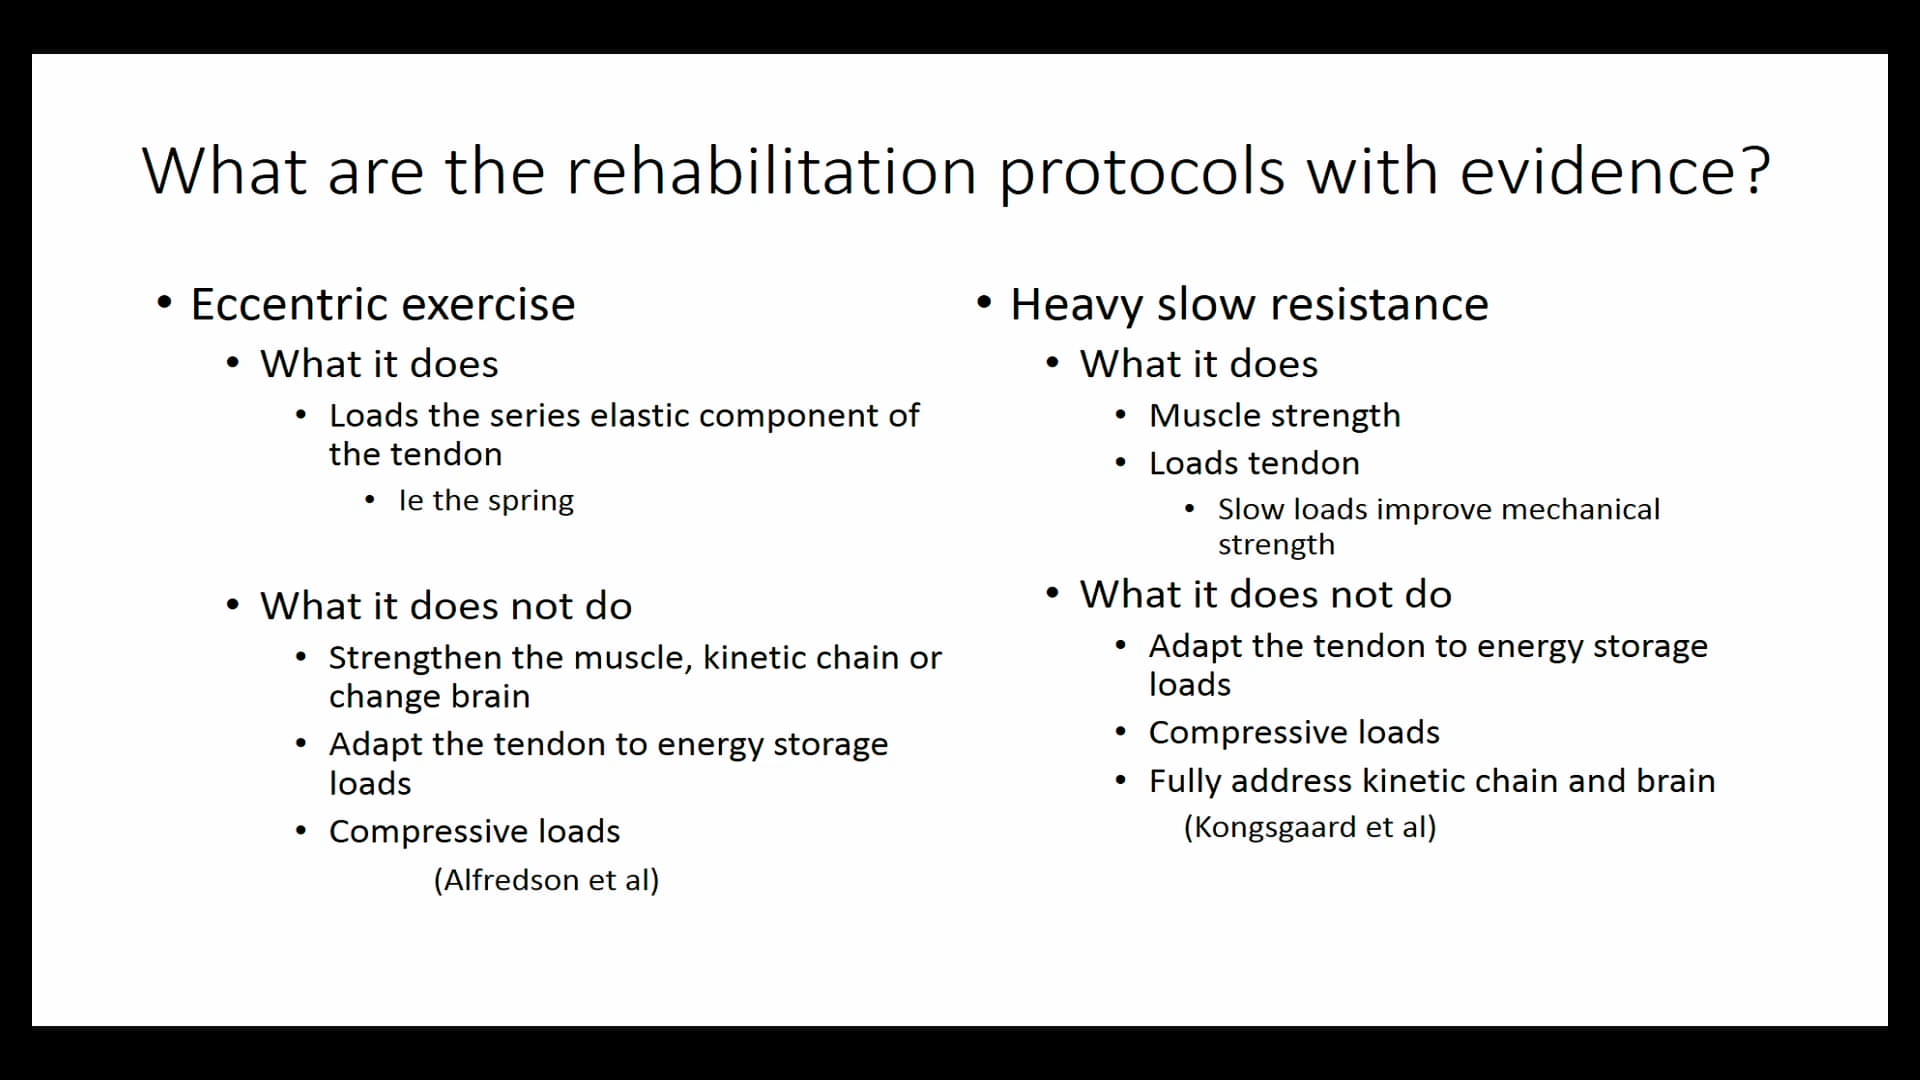 What are the rehabilitation protocols with evidence?
• Eccentric exercise
• What it does
• Loads the series elastic component of
the tendon
• Ie the spring
• What it does not do
• Strengthen the muscle, kinetic chain or
change brain
• Adapt the tendon to energy storage
loads
• Compressive loads
(Alfredson et al)
• Heavy slow resistance
• What it does
• Muscle strength
• Loads tendon
• Slow loads improve mechanical
strength
• What it does not do
• Adapt the tendon to energy storage
loads
• Compressive loads
• Fully address kinetic chain and brain
(Kongsgaard et al)